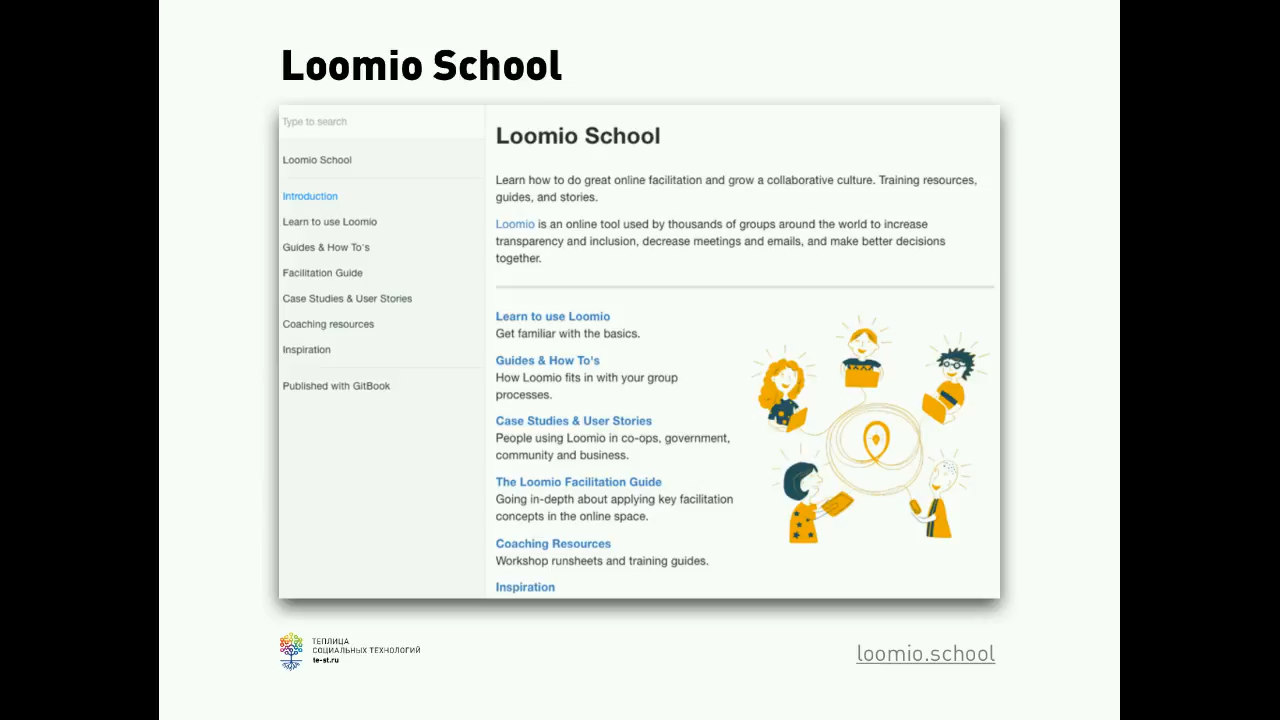 Loomio School
Type to search
Loomio School
Introduction
Learn to use Loomio
Guides & How To's
Facilitation Guide
Case Studies & User Stories
Coaching resources
Inspiration
Published with GitBook
Loomio School
Learn how to do great online facilitation and grow a collaborative culture. Training resources,
guides, and stories.
Loomio is an online tool used by thousands of groups around the world to increase
transparency and inclusion, decrease meetings and emails, and make better decisions
together.
Learn to use Loomio
Get familiar with the basics.
Guides & How To's
How Loomio fits in with your group
processes.
Case Studies & User Stories
People using Loomio in co-ops, government,
community and business.
The Loomio Facilitation Guide
Going in-depth about applying key facilitation
concepts in the online space.
Coaching Resources
Workshop runsheets and training guides.
Inspiration
ТЕПЛИЦА
СОЦИАЛЬНЫХ ТЕХНОЛОГИЙ
te-st.ru
loomio.school